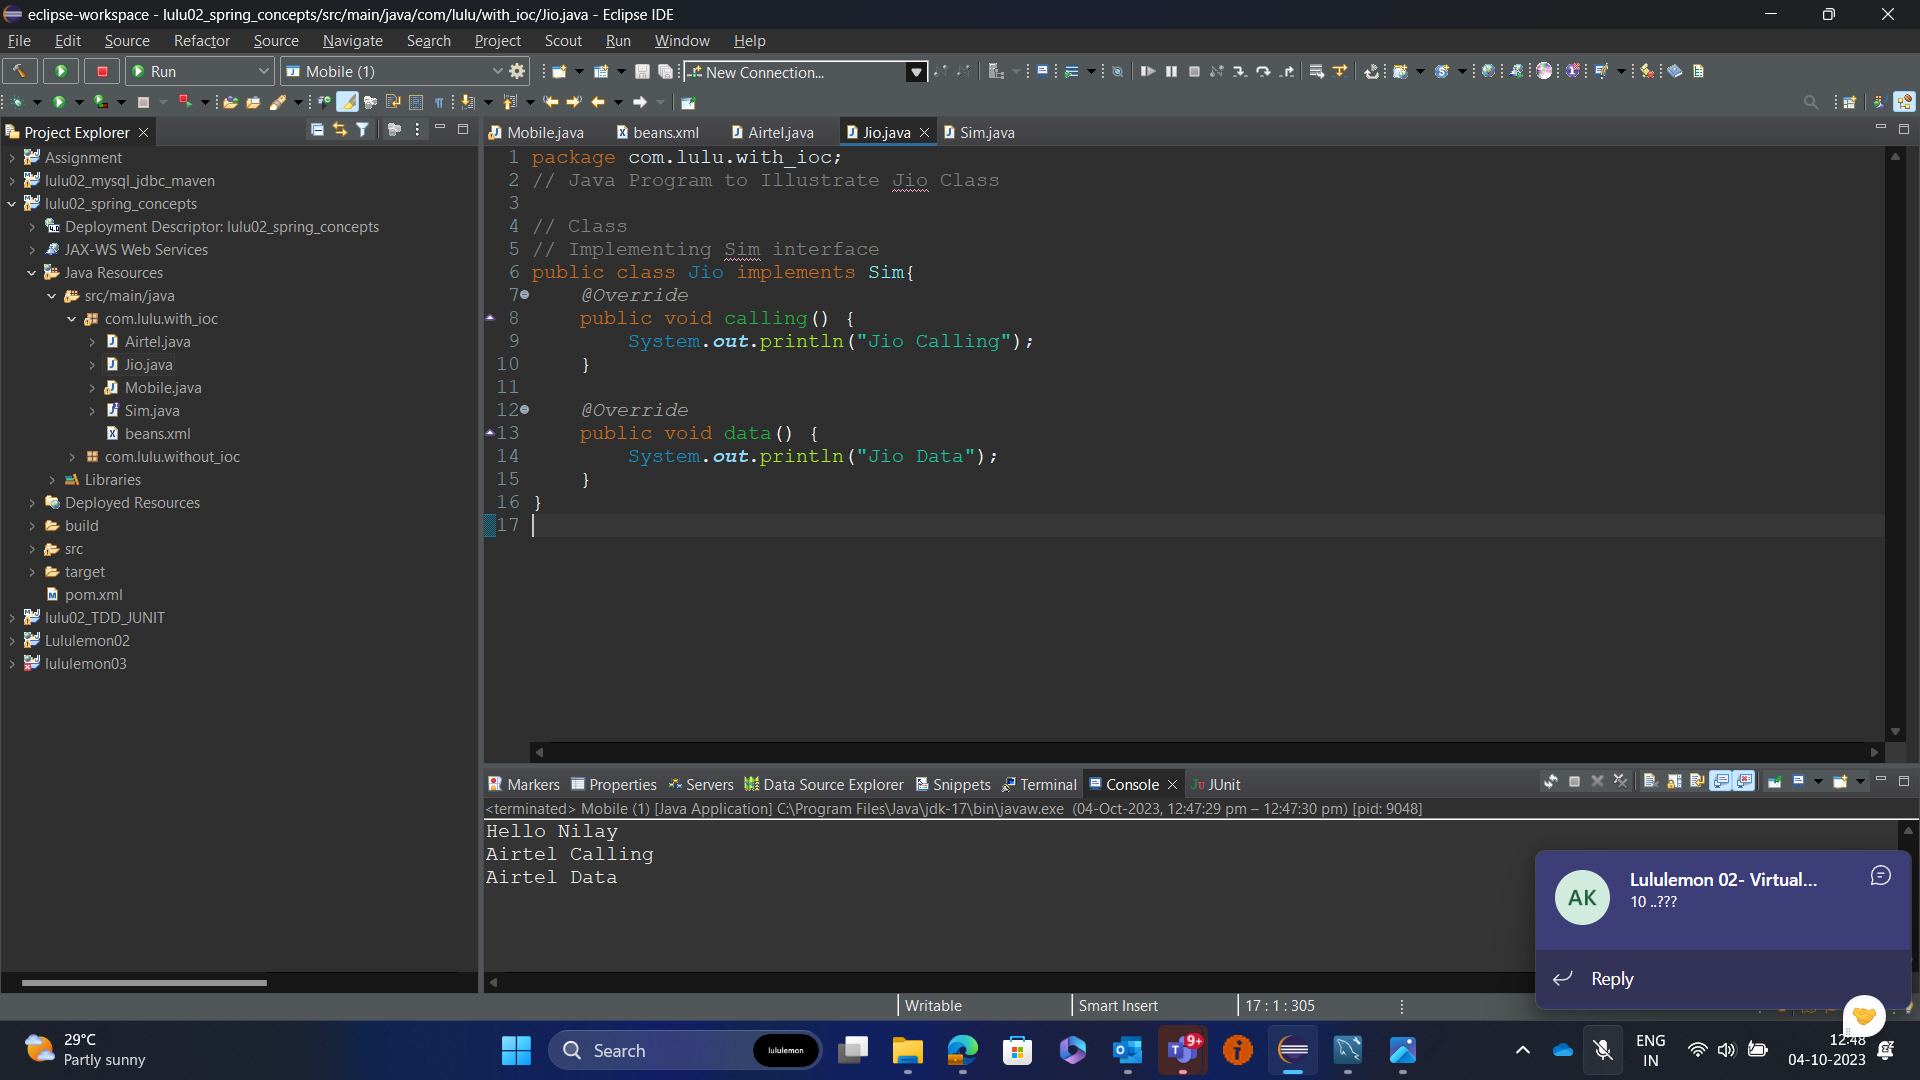 eclipse-workspace - lulu02_spring_concepts/src/main/java/com/lulu/with_ioc/Jio.java - Eclipse IDE
File Edit Source Refactor Source Navigate Search Project Scout Run Window Help
Run
Mobile (1)
New Connection...
Project Explorer
Assignment
lulu02_mysql_jdbc_maven
lulu02_spring_concepts
Deployment Descriptor: lulu02_spring_concepts
JAX-WS Web Services
Java Resources
src/main/java
com.lulu.with_ioc
Airtel.java
Jio.java
Mobile.java
Sim.java
beans.xml
com.lulu.without_ioc
Libraries
Deployed Resources
build
src
target
pom.xml
lulu02_TDD_JUNIT
Lululemon02
lululemon03
Mobile.java beans.xml Airtel.java Jio.java Sim.java
1 package com.lulu.with_ioc;
2 // Java Program to Illustrate Jio Class
3
4 // Class
5 // Implementing Sim interface
6 public class Jio implements Sim{
7 @Override
8 public void calling() {
9 System.out.println("Jio Calling");
10 }
11
12 @Override
13 public void data() {
14 System.out.println("Jio Data");
15 }
16 }
17
Markers Properties Servers Data Source Explorer Snippets Terminal Console JUnit
<terminated> Mobile (1) [Java Application] C:\Program Files\Java\jdk-17\bin\javaw.exe (04-Oct-2023, 12:47:29 pm – 12:47:30 pm) [pid: 9048]
Hello Nilay
Airtel Calling
Airtel Data
AK
Lululemon 02- Virtual...
10 ..???
Reply
Writable
Smart Insert
17 : 1 : 305
29°C
Partly sunny
Search
lululemon
9+
ENG
IN
12:48
04-10-2023